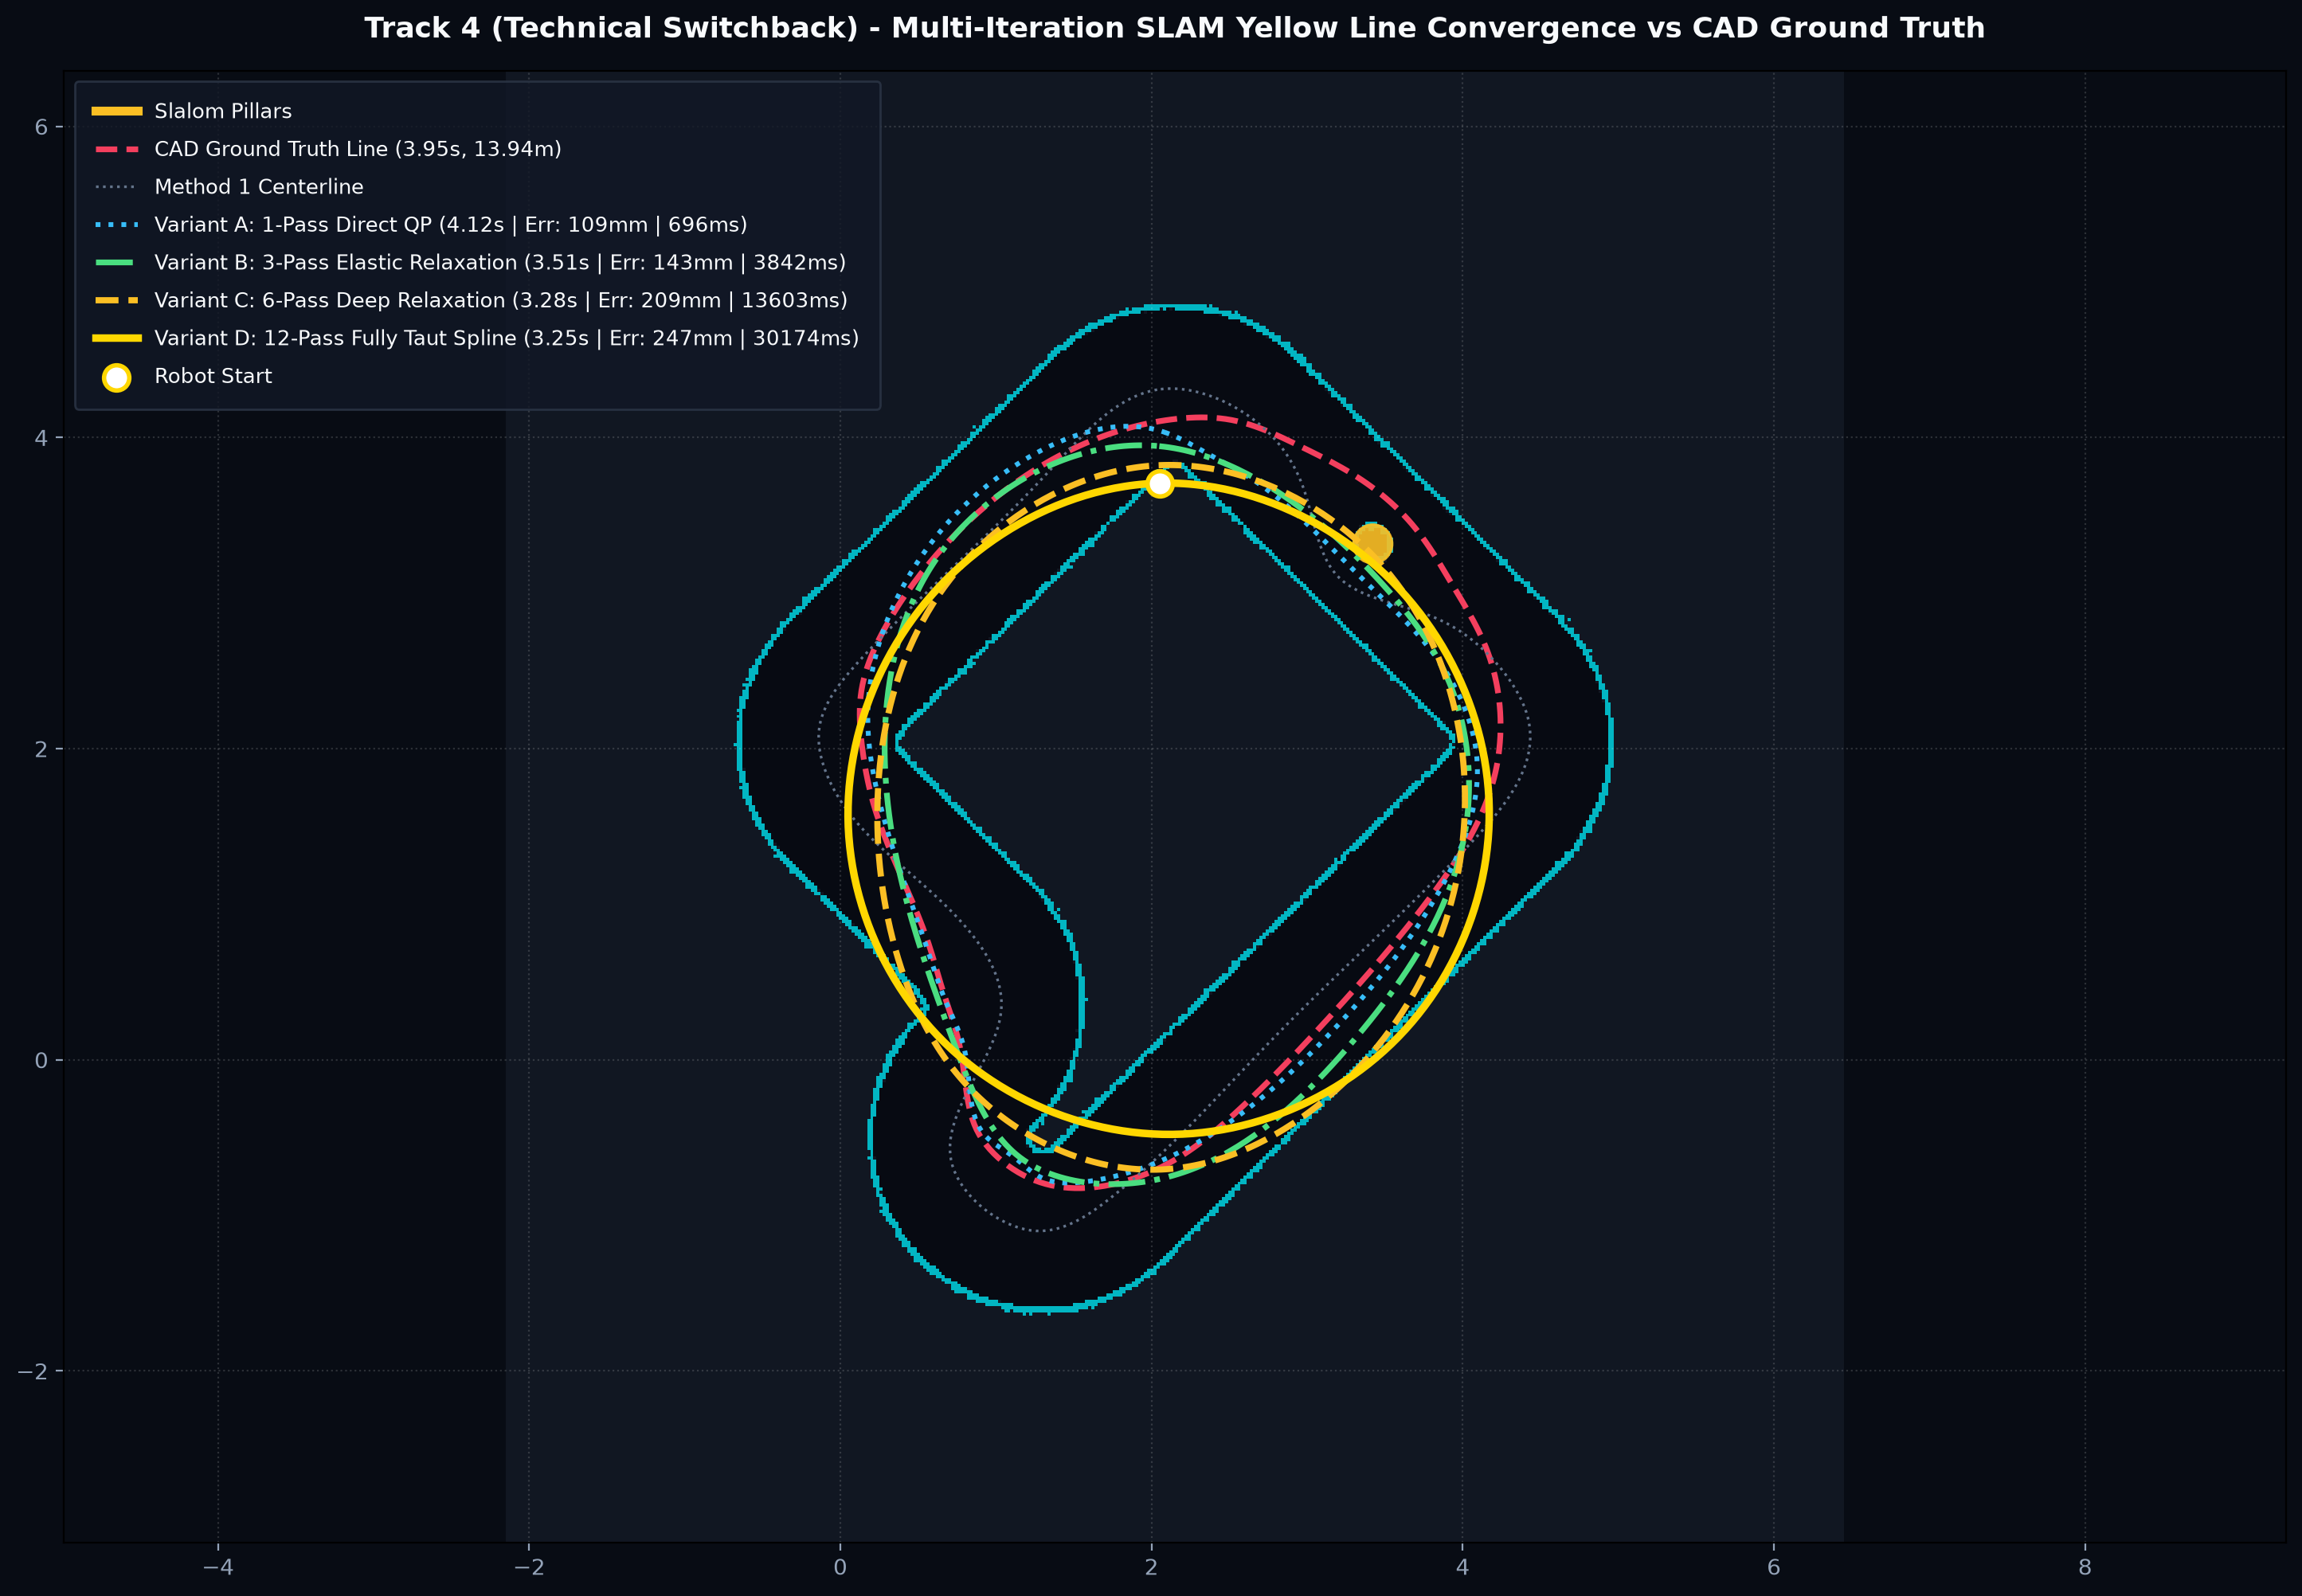 Track 4 (Technical Switchback) - Multi-Iteration SLAM Yellow Line Convergence vs CAD Ground Truth
Slalom Pillars
CAD Ground Truth Line (3.95s, 13.94m)
Method 1 Centerline
Variant A: 1-Pass Direct QP (4.12s | Err: 109mm | 696ms)
Variant B: 3-Pass Elastic Relaxation (3.51s | Err: 143mm | 3842ms)
Variant C: 6-Pass Deep Relaxation (3.28s | Err: 209mm | 13603ms)
Variant D: 12-Pass Fully Taut Spline (3.25s | Err: 247mm | 30174ms)
Robot Start
6
4
2
0
−2
−4
−2
0
2
4
6
8